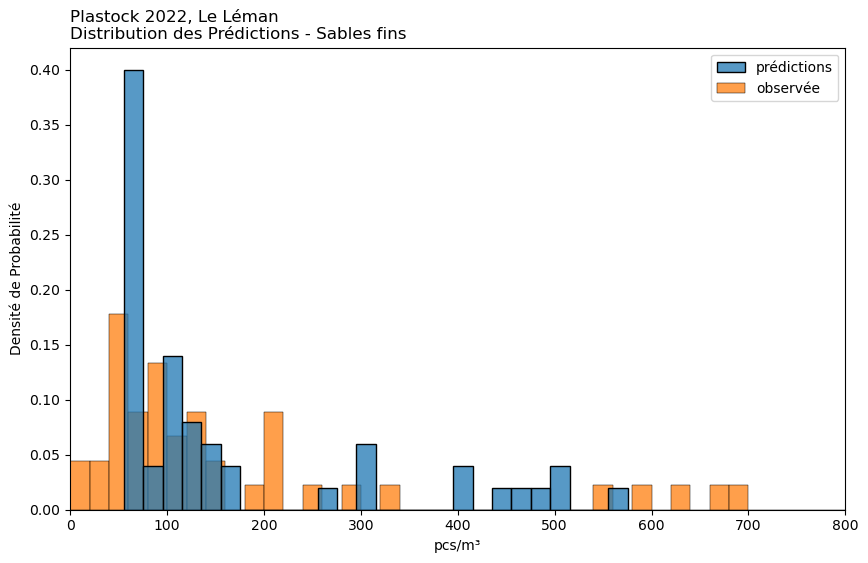 Plastock 2022, Le Léman
Distribution des Prédictions - Sables fins
prédictions
observée
Densité de Probabilité
0.40
0.35
0.30
0.25
0.20
0.15
0.10
0.05
0.00
0 100 200 300 400 500 600 700 800
pcs/m³